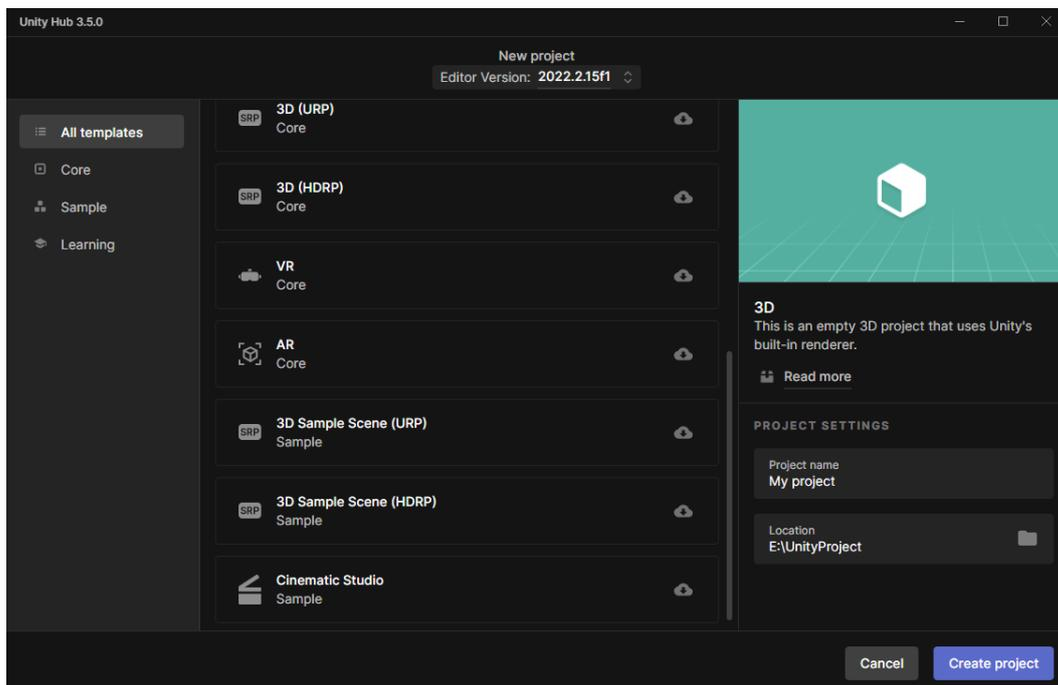 Unity Hub 3.5.0
New project
Editor Version: 2022.2.15f1
All templates
Core
Sample
Learning
SRP
3D (URP)
Core
SRP
3D (HDRP)
Core
VR
Core
AR
Core
SRP
3D Sample Scene (URP)
Sample
SRP
3D Sample Scene (HDRP)
Sample
Cinematic Studio
Sample
3D
This is an empty 3D project that uses Unity's
built-in renderer.
Read more
PROJECT SETTINGS
Project name
My project
Location
E:\UnityProject
Cancel
Create project